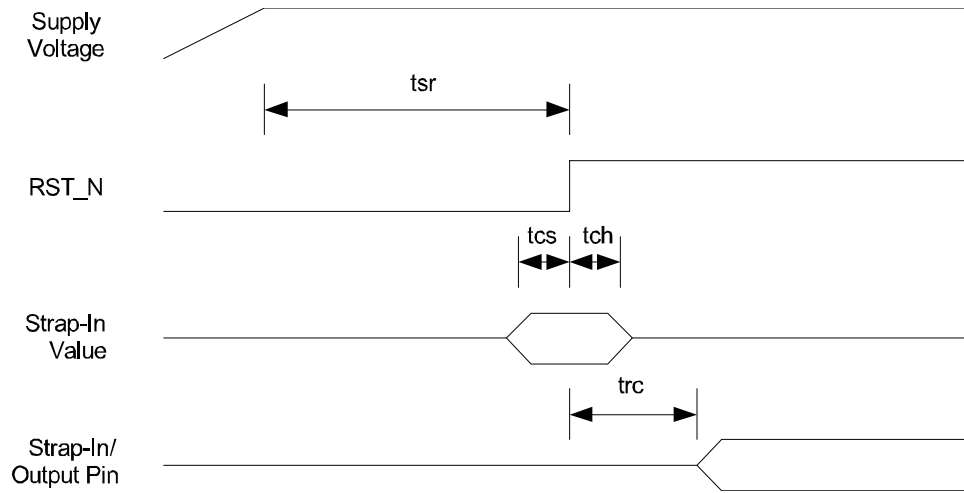 Supply
Voltage
tsr
RST_N
tcs
tch
Strap-In
Value
trc
Strap-In/
Output Pin